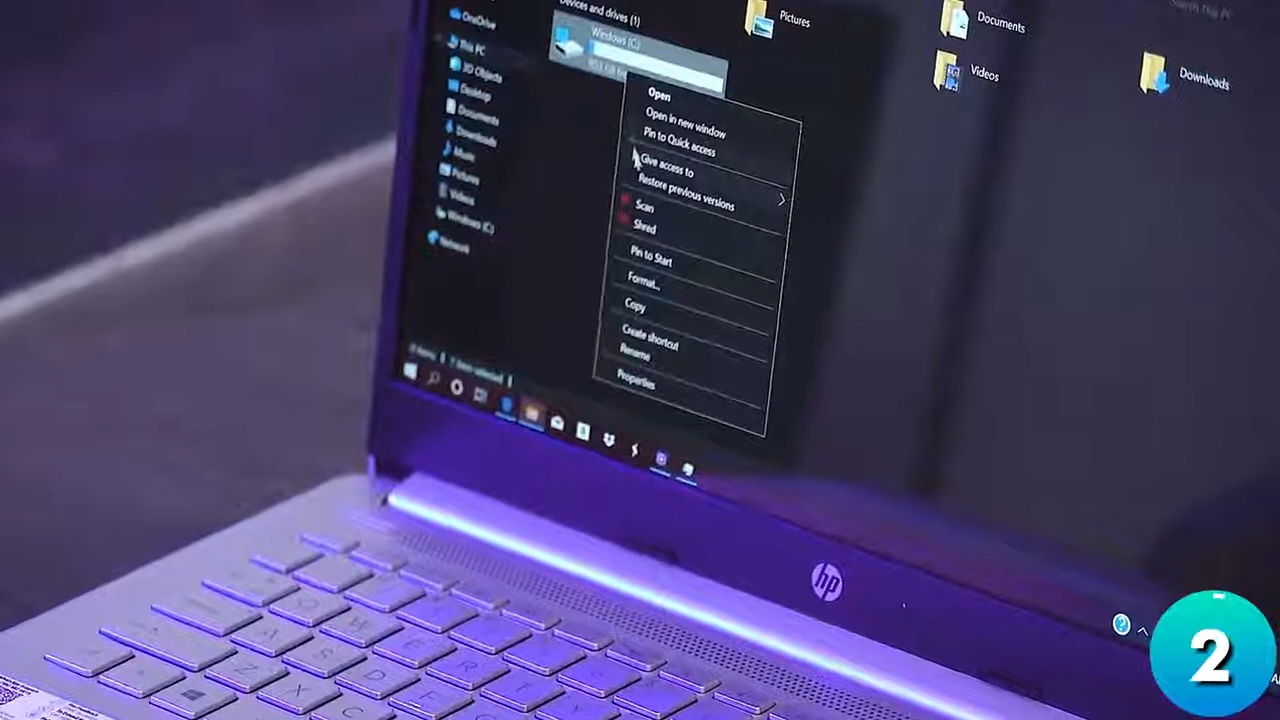 OneDrive
This PC
3D Objects
Desktop
Documents
Downloads
Music
Pictures
Videos
Windows (C:)
Network
Devices and drives (1)
Windows (C:)
Pictures
Documents
Videos
Downloads
Open
Open in new window
Pin to Quick access
Give access to
Restore previous versions
Scan
Shred
Pin to Start
Format...
Copy
Create shortcut
Rename
Properties
hp
Q
W
E
R
T
A
S
D
F
Z
X
C
2